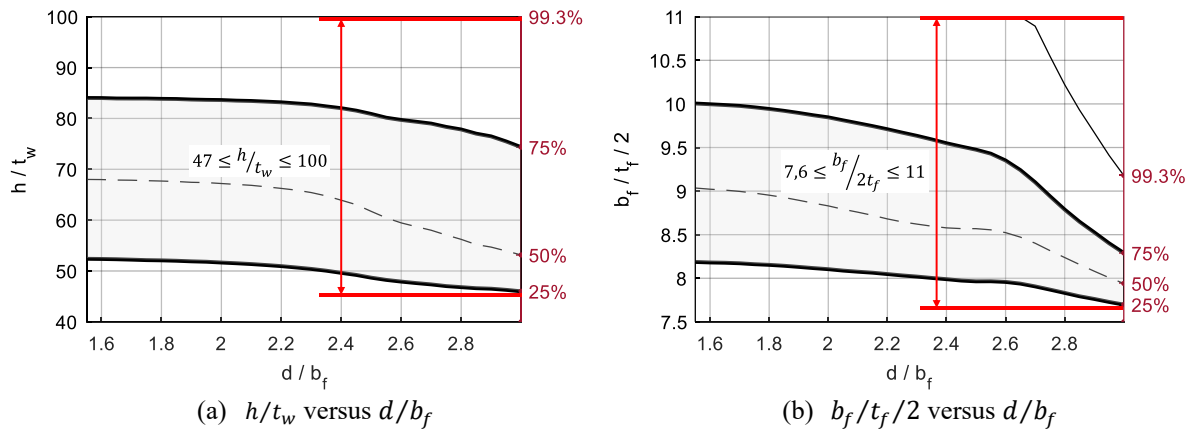 100
90
80
70
60
50
40
h / t_w
47 ≤ h/t_w ≤ 100
99.3%
75%
50%
25%
1.6 1.8 2 2.2 2.4 2.6 2.8
d / b_f
(a) h/t_w versus d/b_f
11
10.5
10
9.5
9
8.5
8
7.5
b_f / t_f / 2
7,6 ≤ b_f/2t_f ≤ 11
99.3%
75%
50%
25%
1.6 1.8 2 2.2 2.4 2.6 2.8
d / b_f
(b) b_f/t_f/2 versus d/b_f